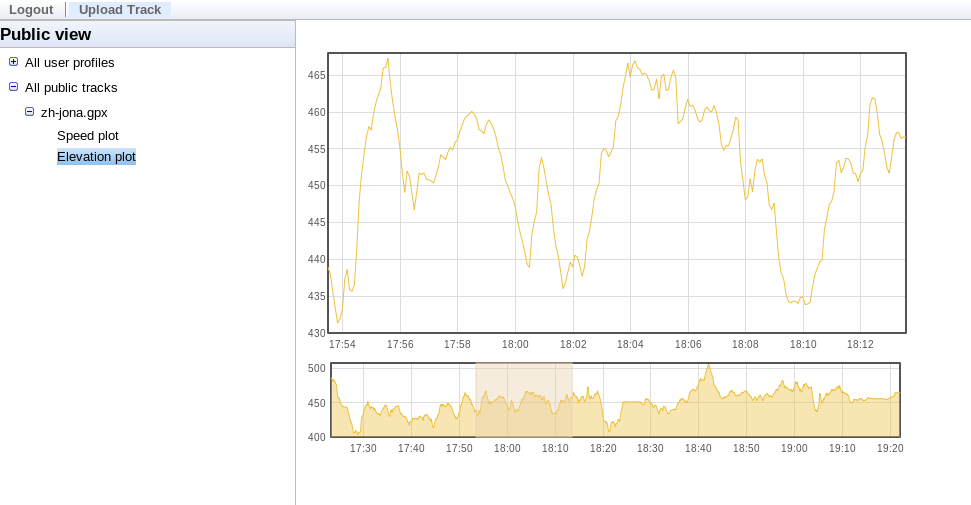 Logout Upload Track
Public view
All user profiles
All public tracks
zh-jona.gpx
Speed plot
Elevation plot
465
460
455
450
445
440
435
430
17:54 17:56 17:58 18:00 18:02 18:04 18:06 18:08 18:10 18:12
500
450
400
17:30 17:40 17:50 18:00 18:10 18:20 18:30 18:40 18:50 19:00 19:10 19:20